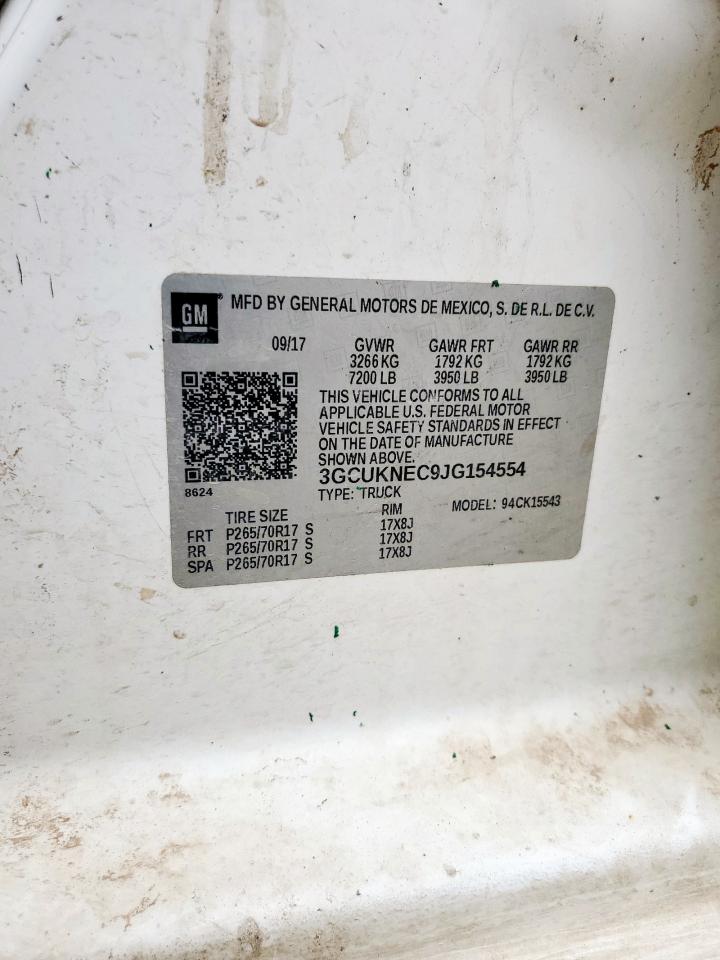 GM
MFD BY GENERAL MOTORS DE MEXICO, S. DE R.L. DE C.V.
09/17 GVWR GAWR FRT GAWR RR
3266 KG 1792 KG 1792 KG
7200 LB 3950 LB 3950 LB
THIS VEHICLE CONFORMS TO ALL
APPLICABLE U.S. FEDERAL MOTOR
VEHICLE SAFETY STANDARDS IN EFFECT
ON THE DATE OF MANUFACTURE
SHOWN ABOVE.
3GCUKNEC9JG154554
8624
TYPE: TRUCK
MODEL: 94CK15543
TIRE SIZE RIM
FRT P265/70R17 S 17X8J
RR P265/70R17 S 17X8J
SPA P265/70R17 S 17X8J